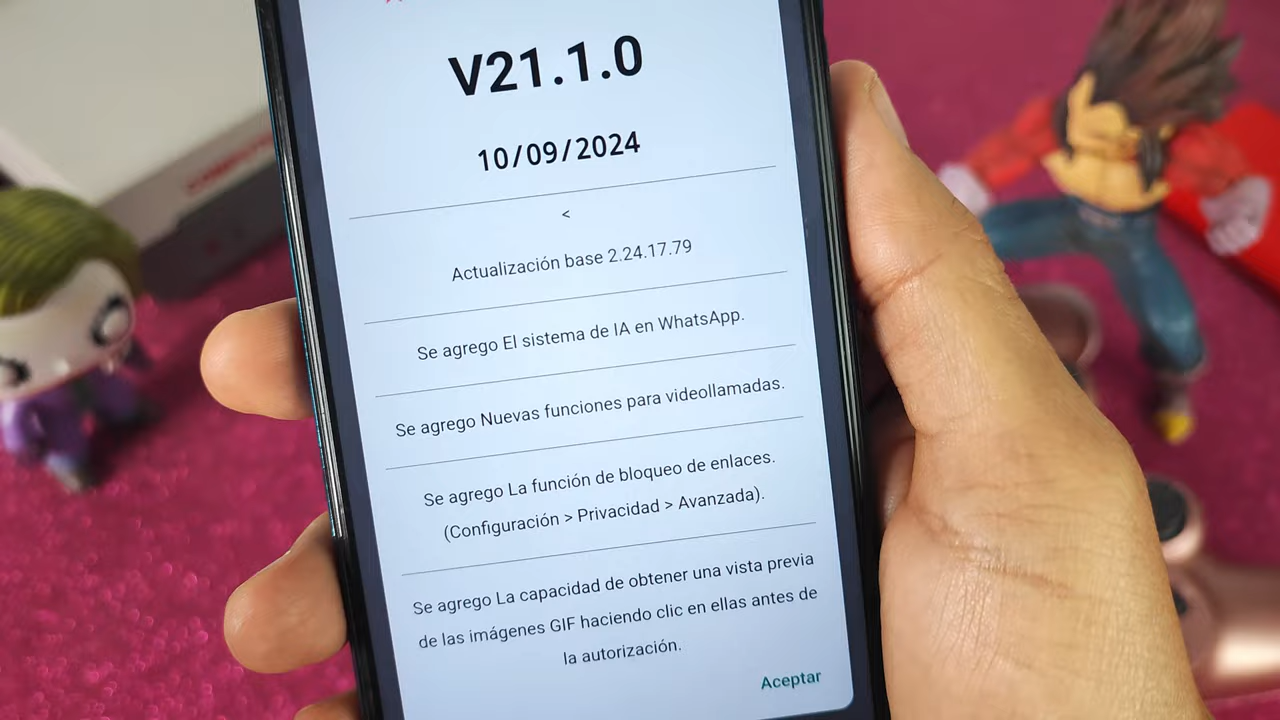 V21.1.0
10/09/2024
<
Actualización base 2.24.17.79
Se agrego El sistema de IA en WhatsApp.
Se agrego Nuevas funciones para videollamadas.
Se agrego La función de bloqueo de enlaces.
(Configuración > Privacidad > Avanzada).
Se agrego La capacidad de obtener una vista previa
de las imágenes GIF haciendo clic en ellas antes de
la autorización.
Aceptar